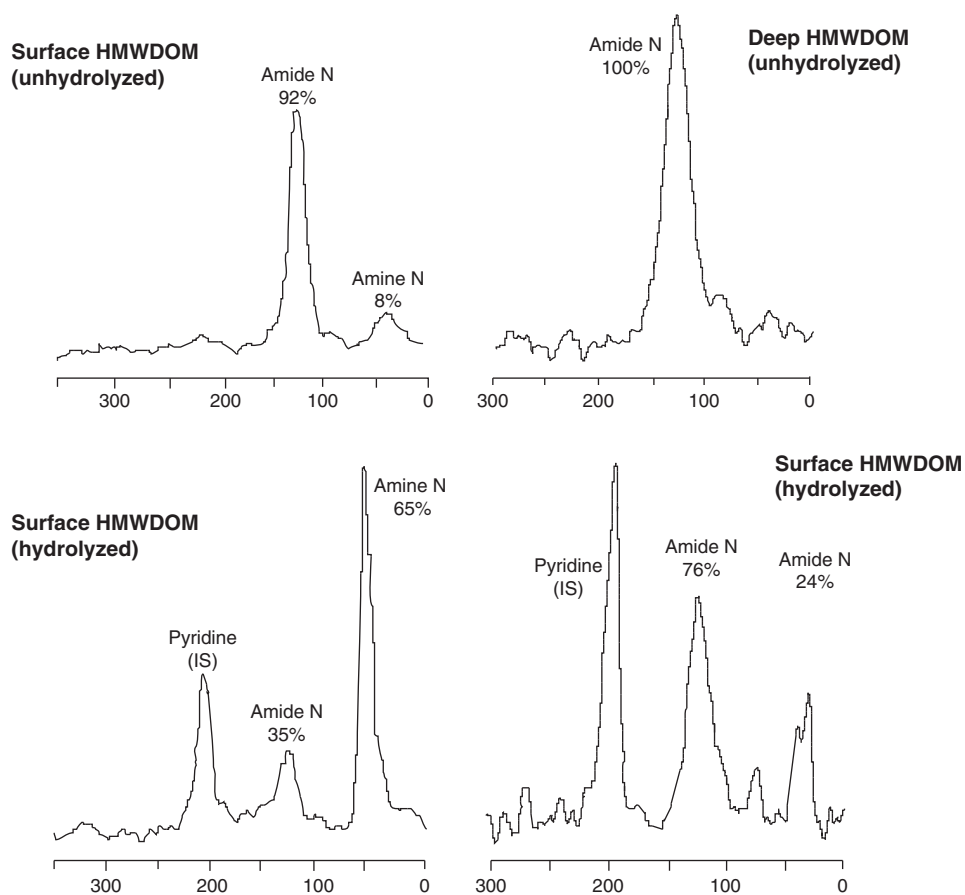 Surface HMWDOM
(unhydrolyzed)
Amide N
92%
Amine N
8%
300
200
100
0
Deep HMWDOM
(unhydrolyzed)
Amide N
100%
300
200
100
0
Surface HMWDOM
(hydrolyzed)
Pyridine
(IS)
Amide N
35%
Amine N
65%
300
200
100
0
Surface HMWDOM
(hydrolyzed)
Pyridine
(IS)
Amide N
76%
Amide N
24%
300
200
100
0